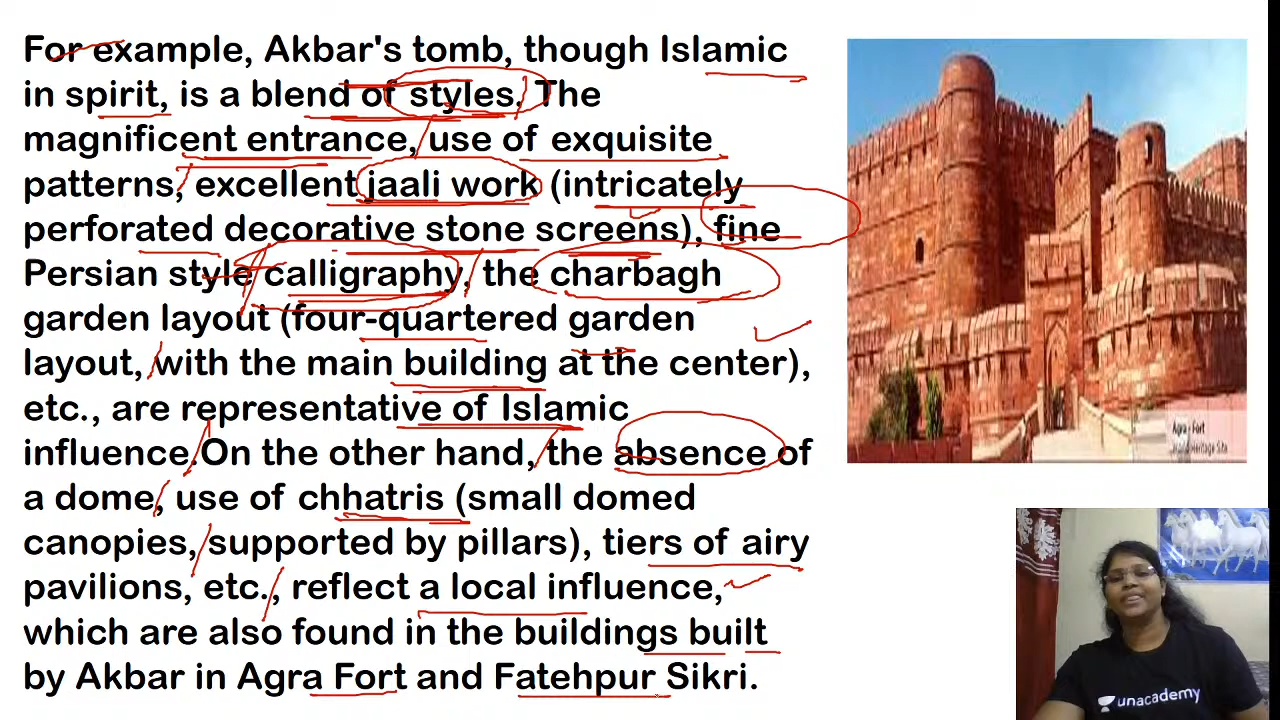 For example, Akbar's tomb, though Islamic
in spirit, is a blend of styles. The
magnificent entrance, use of exquisite
patterns, excellent jaali work (intricately
perforated decorative stone screens), fine
Persian style calligraphy, the charbagh
garden layout (four-quartered garden
layout, with the main building at the center),
etc., are representative of Islamic
influence.On the other hand, the absence of
a dome, use of chhatris (small domed
canopies, supported by pillars), tiers of airy
pavilions, etc., reflect a local influence,
which are also found in the buildings built
by Akbar in Agra Fort and Fatehpur Sikri.
Agra - Fort
World Heritage Site
unacademy